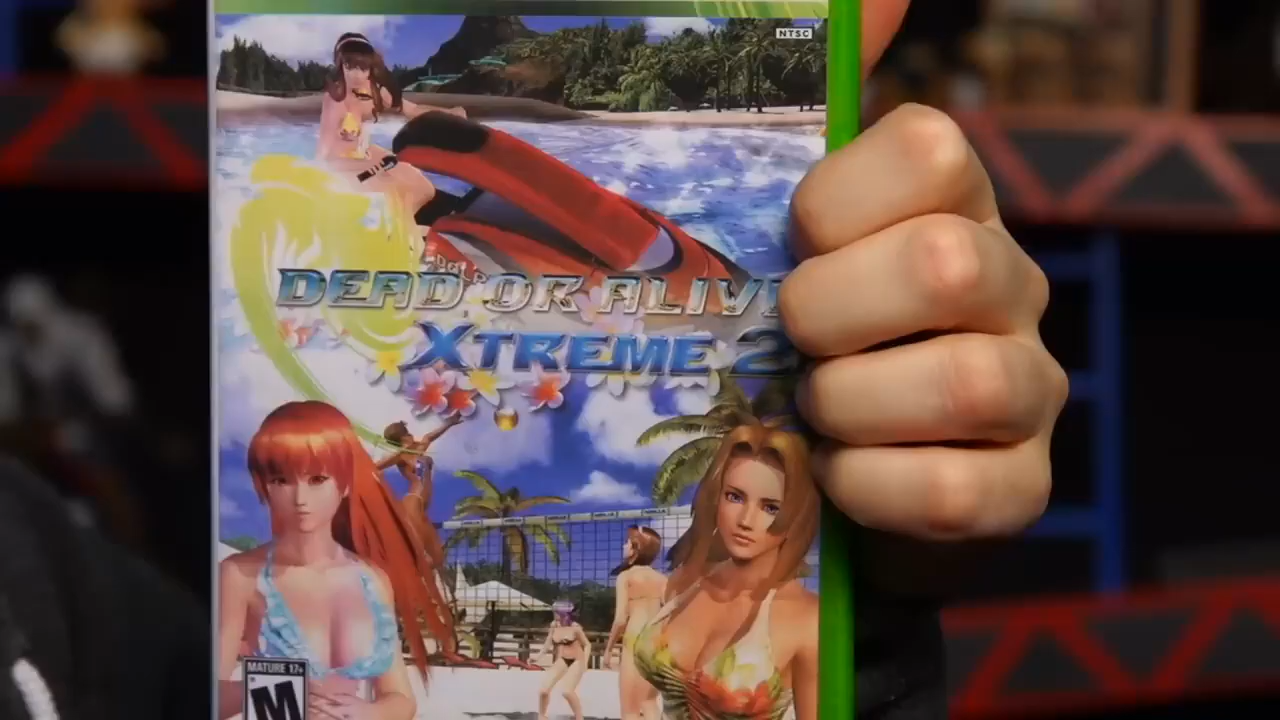 NTSC
DEAD OR ALIVE
XTREME 2
MATURE 17+
M